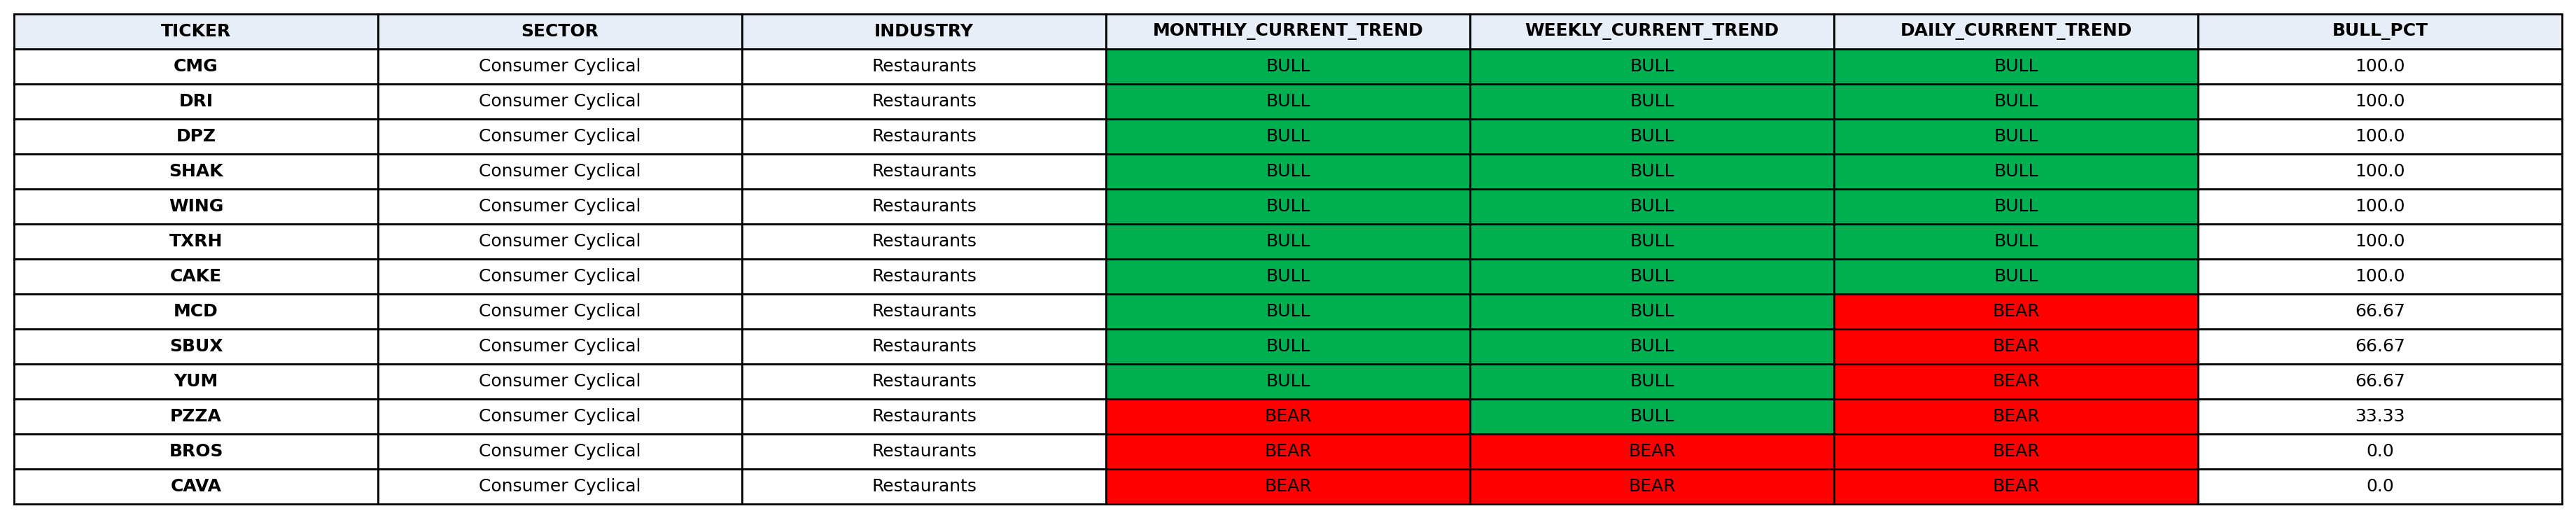 TICKER SECTOR INDUSTRY MONTHLY_CURRENT_TREND WEEKLY_CURRENT_TREND DAILY_CURRENT_TREND BULL_PCT
CMG Consumer Cyclical Restaurants BULL BULL BULL 100.0
DRI Consumer Cyclical Restaurants BULL BULL BULL 100.0
DPZ Consumer Cyclical Restaurants BULL BULL BULL 100.0
SHAK Consumer Cyclical Restaurants BULL BULL BULL 100.0
WING Consumer Cyclical Restaurants BULL BULL BULL 100.0
TXRH Consumer Cyclical Restaurants BULL BULL BULL 100.0
CAKE Consumer Cyclical Restaurants BULL BULL BULL 100.0
MCD Consumer Cyclical Restaurants BULL BULL BEAR 66.67
SBUX Consumer Cyclical Restaurants BULL BULL BEAR 66.67
YUM Consumer Cyclical Restaurants BULL BULL BEAR 66.67
PZZA Consumer Cyclical Restaurants BEAR BULL BEAR 33.33
BROS Consumer Cyclical Restaurants BEAR BEAR BEAR 0.0
CAVA Consumer Cyclical Restaurants BEAR BEAR BEAR 0.0